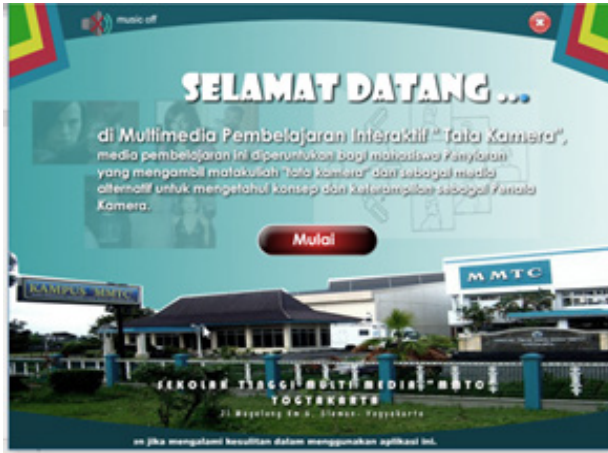 music off
SELAMAT DATANG ...
di Multimedia Pembelajaran Interaktif " Tata Kamera",
media pembelajaran ini diperuntukan bagi mahasiswa Penyiaran
yang mengambil matakuliah "tata kamera" dan sebagai media
alternatif untuk mengetahui konsep dan keterampilan sebagai Penata
Kamera.
Mulai
KAMPUS MMTC
MMTC
SEKOLAH TINGGI MULTI MEDIA "MMTC
YOGYAKARTA
Jl.Magelang Km.6, Sleman- Yogyakarta
an jika mengalami kesulitan dalam menggunakan aplikasi ini.